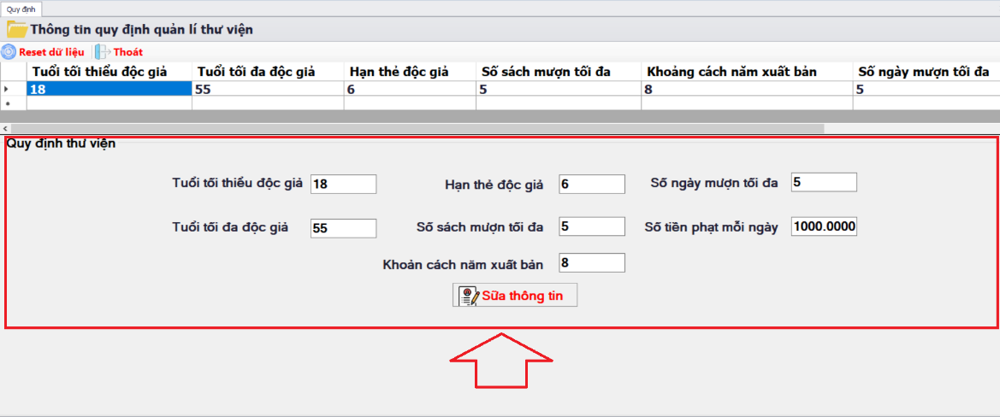 Quy định
Thông tin quy định quản lí thư viện
Reset dữ liệu Thoát
Tuổi tối thiểu độc giả Tuổi tối đa độc giả Hạn thẻ độc giả Số sách mượn tối đa Khoảng cách năm xuất bản Số ngày mượn tối đa
18 55 6 5 8 5
Quy định thư viện
Tuổi tối thiểu độc giả 18 Hạn thẻ độc giả 6 Số ngày mượn tối đa 5
Tuổi tối đa độc giả 55 Số sách mượn tối đa 5 Số tiền phạt mỗi ngày 1000.0000
Khoản cách năm xuất bản 8
Sữa thông tin